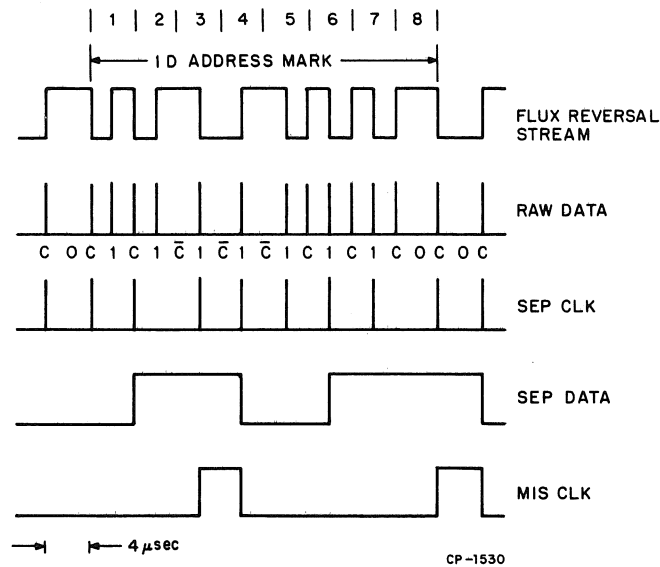 | 1 | 2 | 3 | 4 | 5 | 6 | 7 | 8 |
ID ADDRESS MARK
FLUX REVERSAL
STREAM
RAW DATA
C 0 C 1 C 1 C̄ 1 C̄ 1 C̄ 1 C 1 C 1 C 0 C 0 C
SEP CLK
SEP DATA
MIS CLK
4 μsec
CP-1530